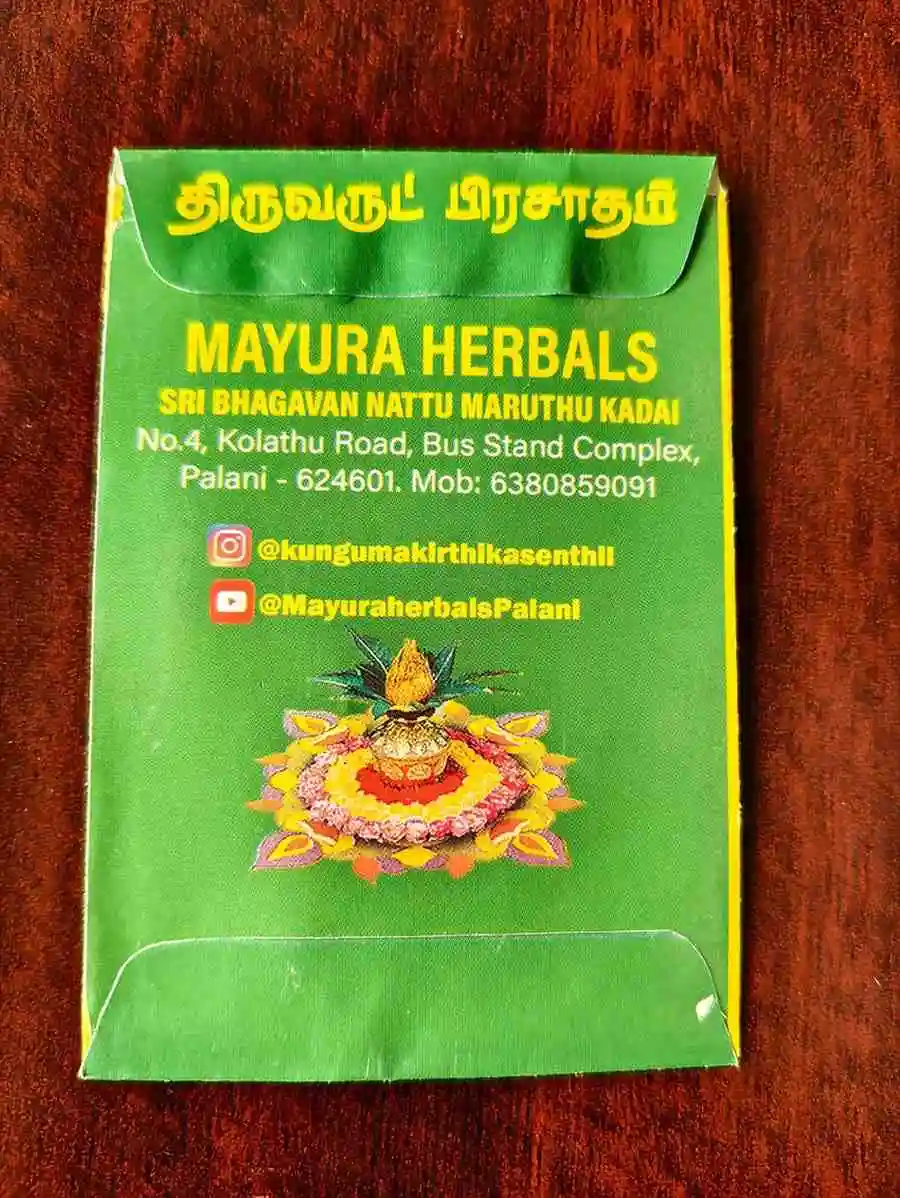 திருவருட் பிரசாதம்
MAYURA HERBALS
SRI BHAGAVAN NATTU MARUTHU KADAI
No.4, Kolathu Road, Bus Stand Complex,
Palani - 624601. Mob: 6380859091
@kungumakirthikasenthil
@MayuraherbalsPalani